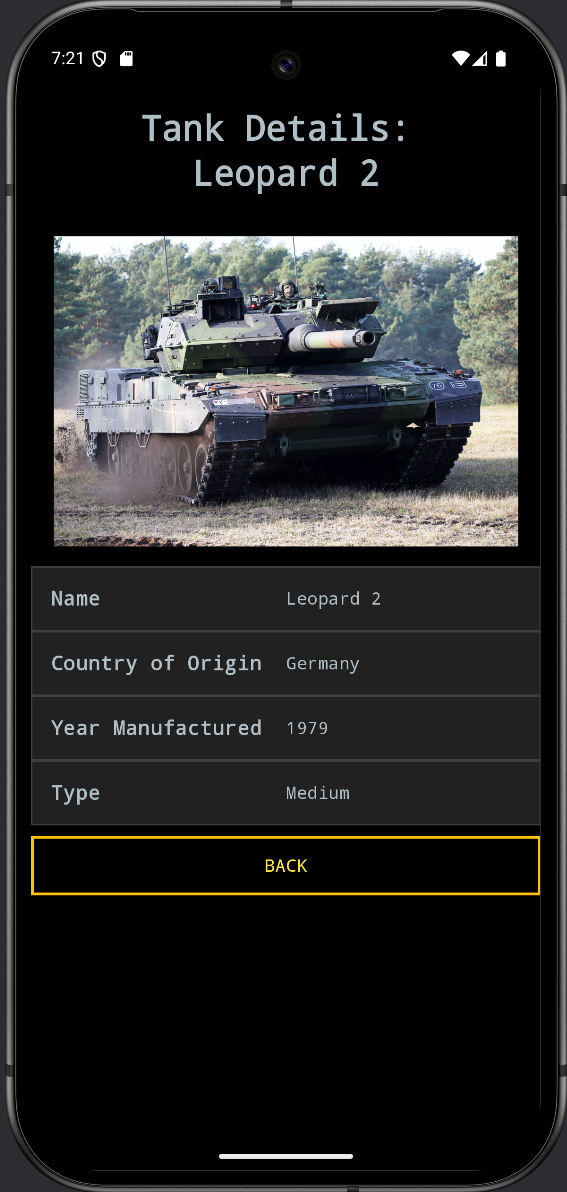 7:21
Tank Details:
Leopard 2
Name Leopard 2
Country of Origin Germany
Year Manufactured 1979
Type Medium
BACK